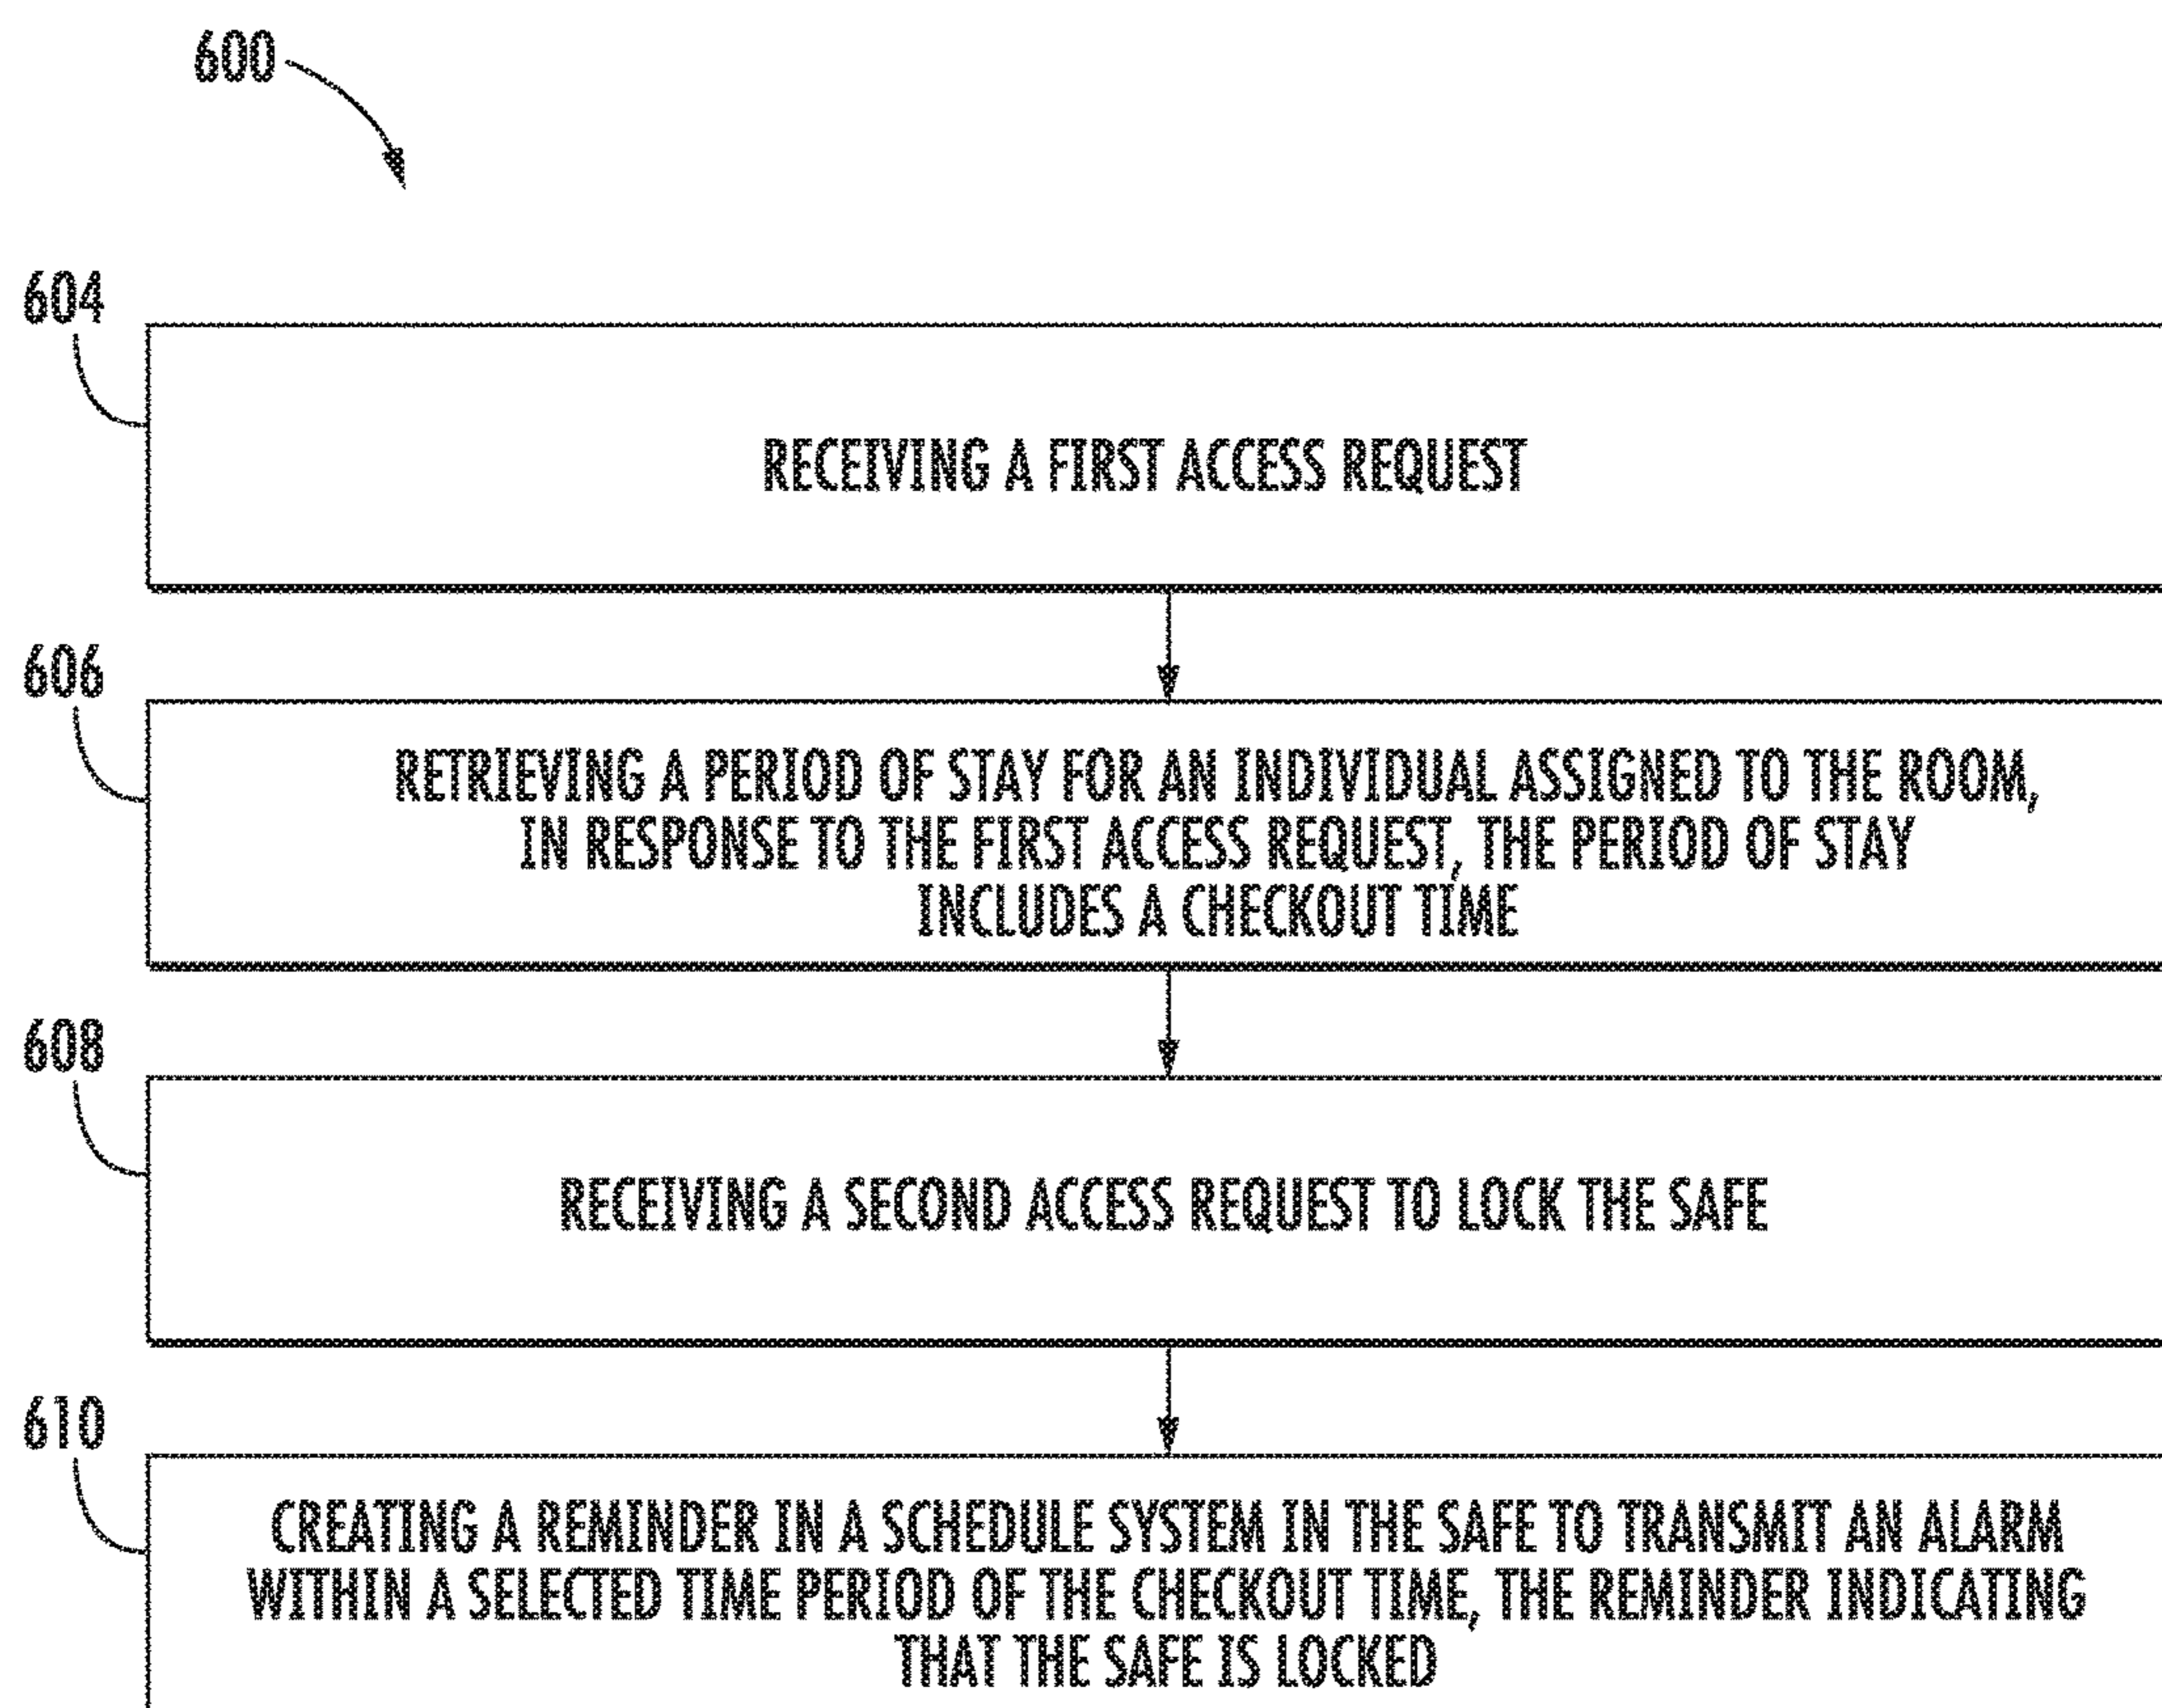 600
604
RECEIVING A FIRST ACCESS REQUEST
606
RETRIEVING A PERIOD OF STAY FOR AN INDIVIDUAL ASSIGNED TO THE ROOM,
IN RESPONSE TO THE FIRST ACCESS REQUEST, THE PERIOD OF STAY
INCLUDES A CHECKOUT TIME
608
RECEIVING A SECOND ACCESS REQUEST TO LOCK THE SAFE
610
CREATING A REMINDER IN A SCHEDULE SYSTEM IN THE SAFE TO TRANSMIT AN ALARM
WITHIN A SELECTED TIME PERIOD OF THE CHECKOUT TIME, THE REMINDER INDICATING
THAT THE SAFE IS LOCKED